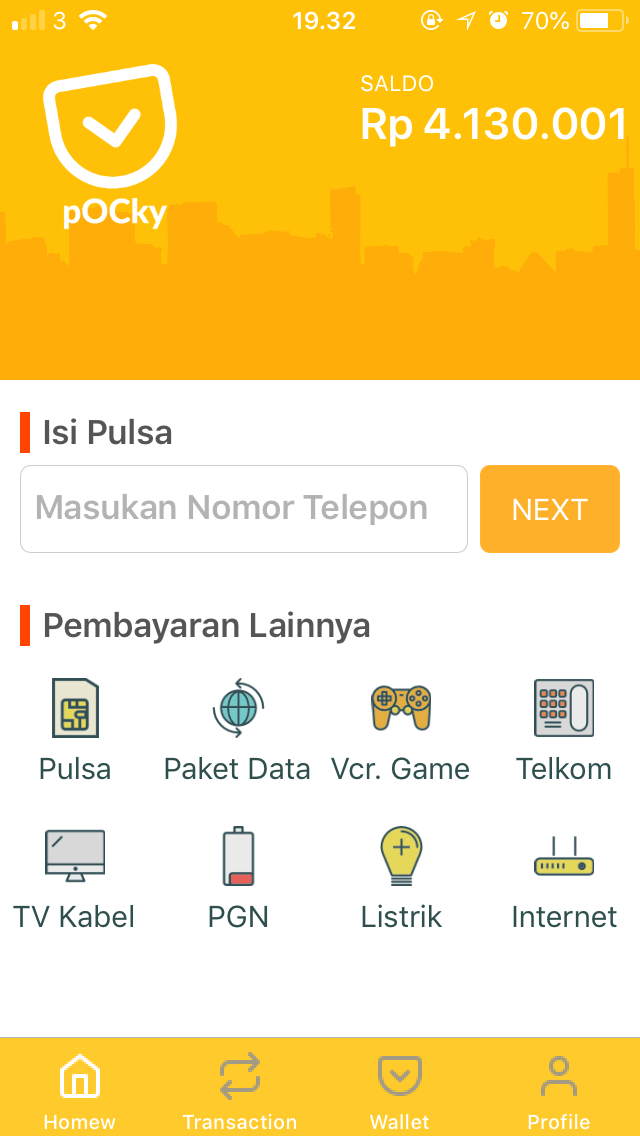 3 19.32 70%
SALDO
Rp 4.130.001
pOCky
Isi Pulsa
Masukan Nomor Telepon NEXT
Pembayaran Lainnya
Pulsa Paket Data Vcr. Game Telkom
TV Kabel PGN Listrik Internet
Homew Transaction Wallet Profile